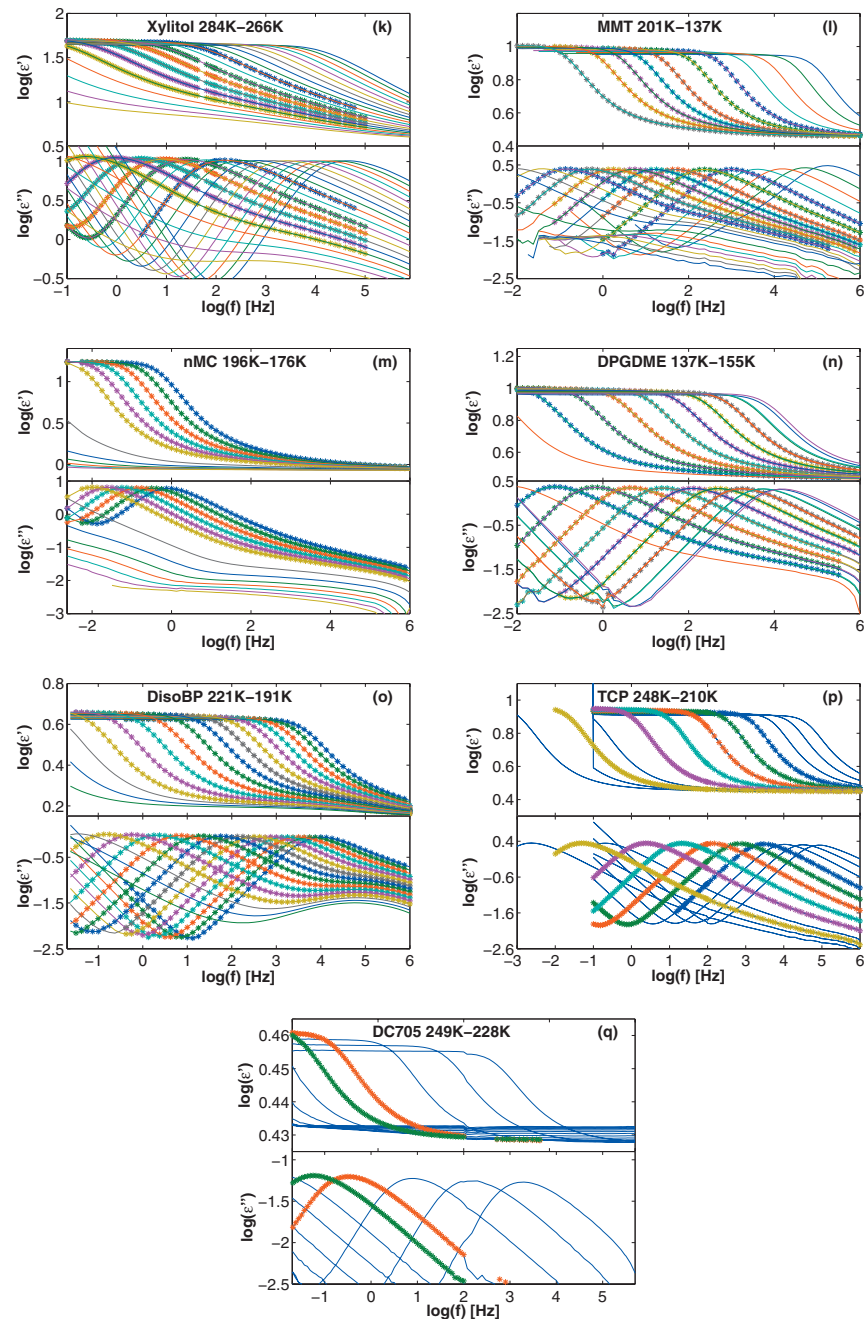 Xylitol 284K−266K (k)
log(ε')
1.5
1
0.5
log(ε'')
1
0.5
0
−0.5
−1 0 1 2 3 4 5
log(f) [Hz]
MMT 201K−137K (l)
log(ε')
1
0.8
0.6
0.4
log(ε'')
0.5
−0.5
−1.5
−2.5
−2 0 2 4 6
log(f) [Hz]
nMC 196K−176K (m)
log(ε')
1
0.5
0
log(ε'')
1
0
−1
−2
−3
−2 0 2 4 6
log(f) [Hz]
DPGDME 137K−155K (n)
log(ε')
1.2
1
0.8
0.6
log(ε'')
0.5
−0.5
−1.5
−2.5
−2 0 2 4 6
log(f) [Hz]
DisoBP 221K−191K (o)
log(ε')
0.8
0.6
0.4
0.2
log(ε'')
−0.5
−1.5
−2.5
−1 0 1 2 3 4 5 6
log(f) [Hz]
TCP 248K−210K (p)
log(ε')
1
0.8
0.6
0.4
log(ε'')
0.4
−0.6
−1.6
−2.6
−3 −2 −1 0 1 2 3 4 5 6
log(f) [Hz]
DC705 249K−228K (q)
log(ε')
0.46
0.45
0.44
0.43
log(ε'')
−1
−1.5
−2
−2.5
−1 0 1 2 3 4 5
log(f) [Hz]